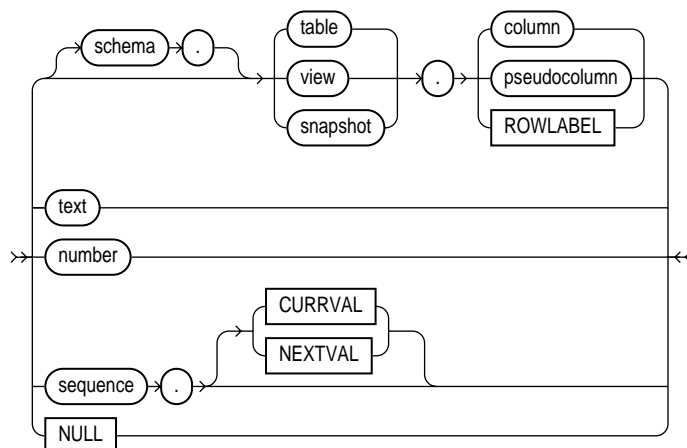 schema . table . column
view pseudocolumn
snapshot ROWLABEL
text
number
CURRVAL
NEXTVAL
sequence .
NULL